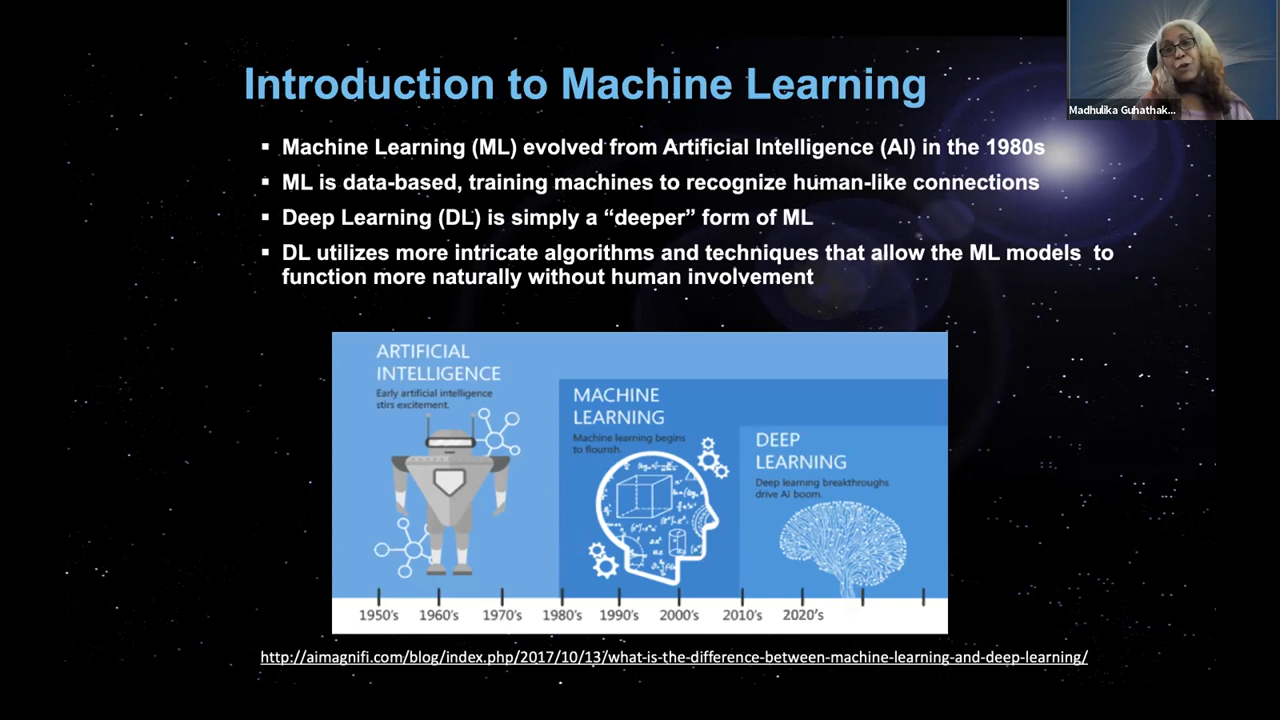 Introduction to Machine Learning
Madhulika Guhathak...
▪ Machine Learning (ML) evolved from Artificial Intelligence (AI) in the 1980s
▪ ML is data-based, training machines to recognize human-like connections
▪ Deep Learning (DL) is simply a “deeper” form of ML
▪ DL utilizes more intricate algorithms and techniques that allow the ML models to
function more naturally without human involvement
ARTIFICIAL
INTELLIGENCE
Early artificial intelligence
stirs excitement.
MACHINE
LEARNING
Machine learning begins
to flourish.
DEEP
LEARNING
Deep learning breakthroughs
drive AI boom.
1950's 1960's 1970's 1980's 1990's 2000's 2010's 2020's
http://aimagnifi.com/blog/index.php/2017/10/13/what-is-the-difference-between-machine-learning-and-deep-learning/